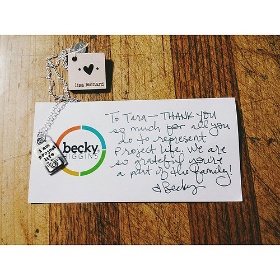 lisa leonard
To Tara— THANK YOU
so much for all you
do to represent
Project Life. We are
so grateful you're
a part of the family!
becky
HIGGINS
Becky